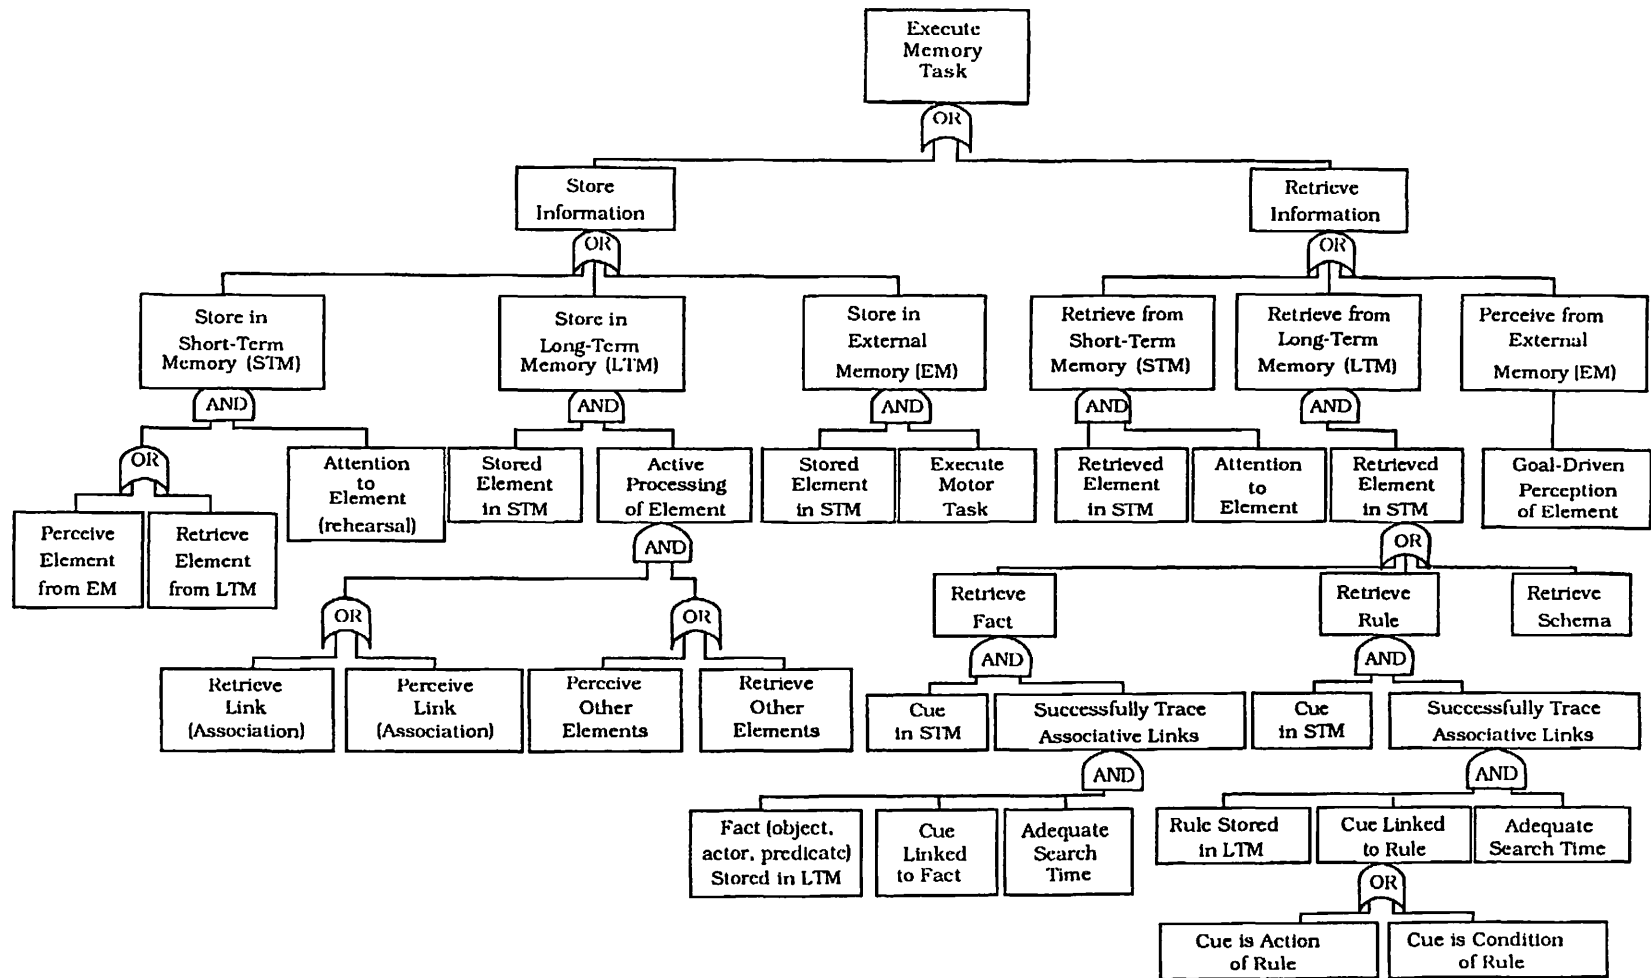 Execute
Memory
Task
OR
Store
Information
Retrieve
Information
OR
OR
Store in
Short-Term
Memory (STM)
Store in
Long-Term
Memory (LTM)
Store in
External
Memory (EM)
Retrieve from
Short-Term
Memory (STM)
Retrieve from
Long-Term
Memory (LTM)
Perceive from
External
Memory (EM)
AND
AND
AND
AND
AND
OR
Attention
to
Element
(rehearsal)
Stored
Element
in STM
Active
Processing
of Element
Stored
Element
in STM
Execute
Motor
Task
Retrieved
Element
in STM
Attention
to
Element
Retrieved
Element
in STM
Goal-Driven
Perception
of Element
Perceive
Element
from EM
Retrieve
Element
from LTM
AND
OR
Retrieve
Fact
Retrieve
Rule
Retrieve
Schema
OR
OR
AND
AND
Retrieve
Link
(Association)
Perceive
Link
(Association)
Perceive
Other
Elements
Retrieve
Other
Elements
Cue
in STM
Successfully Trace
Associative Links
Cue
in STM
Successfully Trace
Associative Links
AND
AND
Fact (object,
actor, predicate)
Stored in LTM
Cue
Linked
to Fact
Adequate
Search
Time
Rule Stored
in LTM
Cue Linked
to Rule
Adequate
Search Time
OR
Cue is Action
of Rule
Cue is Condition
of Rule